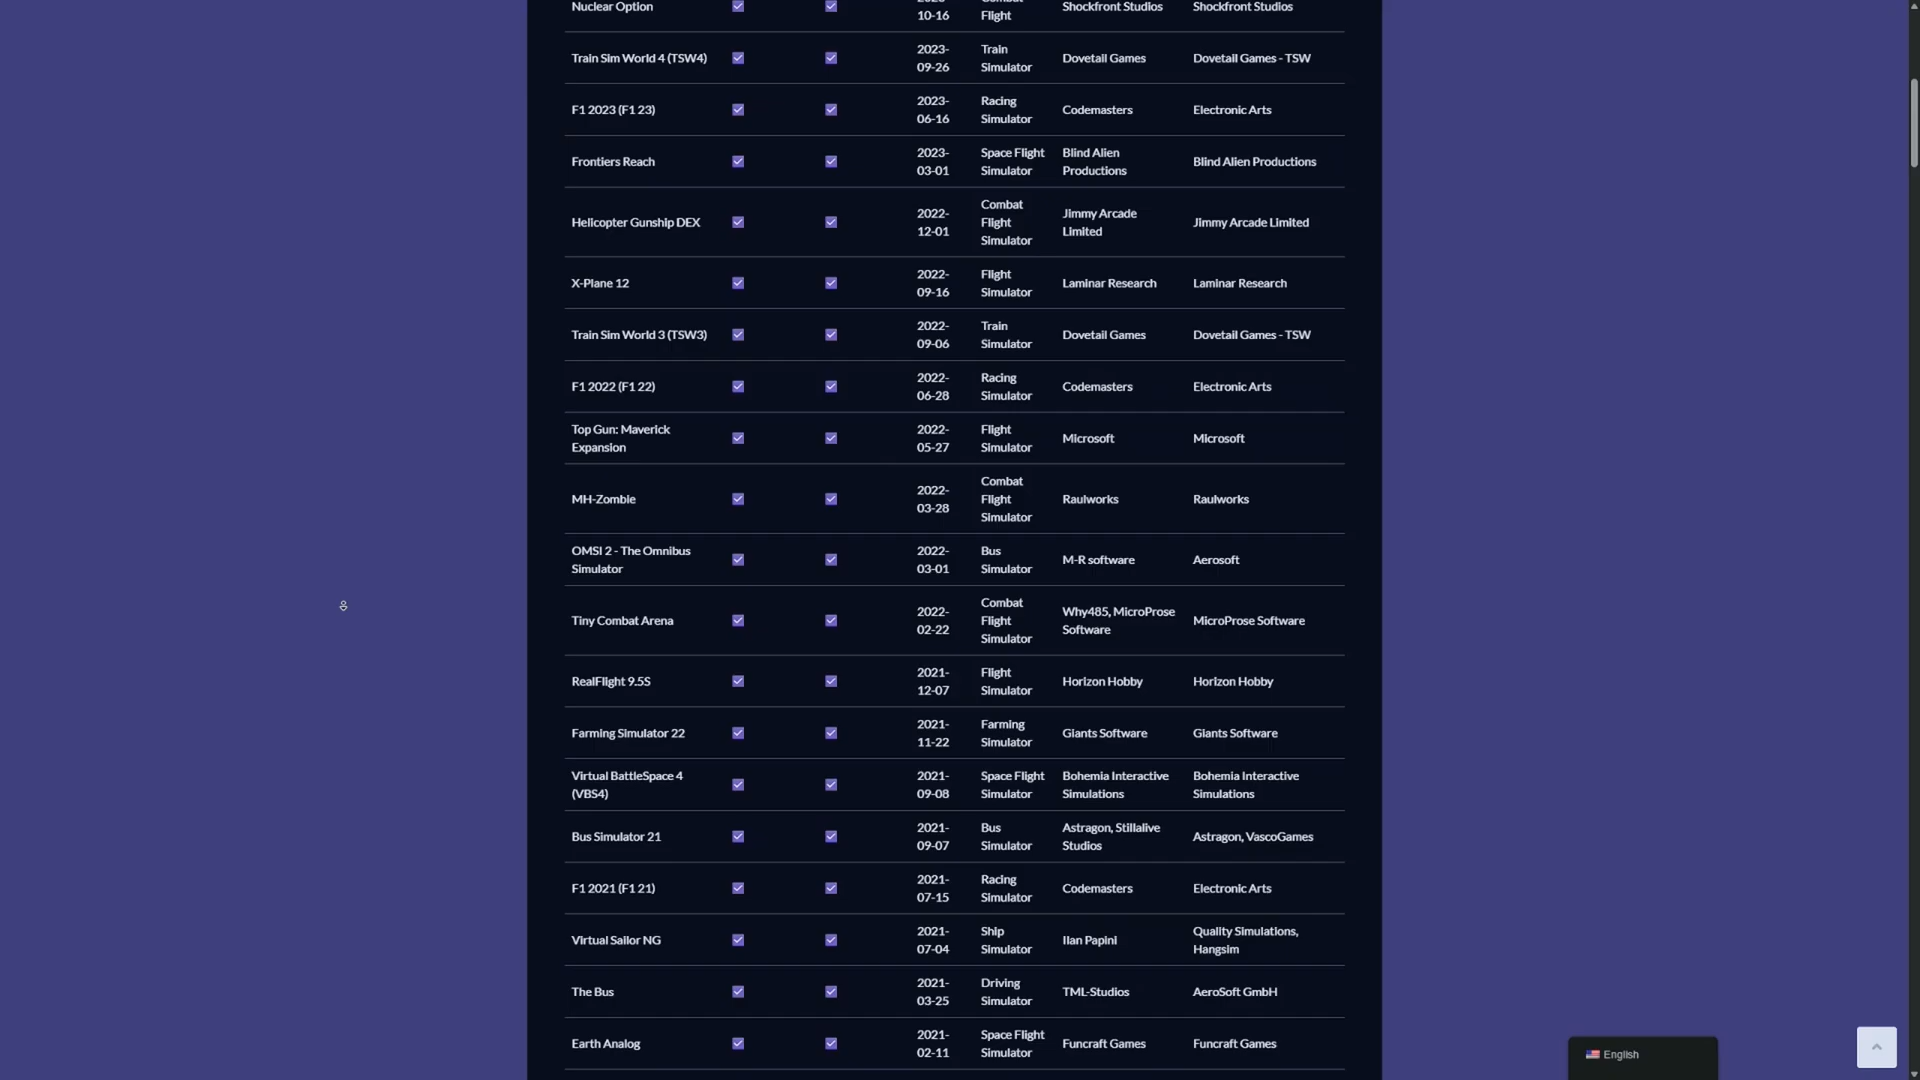 Nuclear Option Shockfront Studios Shockfront Studios
10-16 Flight
Train Sim World 4 (TSW4) 2023- Train Dovetail Games Dovetail Games - TSW
09-26 Simulator
F1 2023 (F1 23) 2023- Racing Codemasters Electronic Arts
06-16 Simulator
Frontiers Reach 2023- Space Flight Blind Alien Blind Alien Productions
03-01 Simulator Productions
Combat
Helicopter Gunship DEX 2022- Flight Jimmy Arcade Jimmy Arcade Limited
12-01 Simulator Limited
X-Plane 12 2022- Flight Laminar Research Laminar Research
09-16 Simulator
Train Sim World 3 (TSW3) 2022- Train Dovetail Games Dovetail Games - TSW
09-06 Simulator
F1 2022 (F1 22) 2022- Racing Codemasters Electronic Arts
06-28 Simulator
Top Gun: Maverick 2022- Flight Microsoft Microsoft
Expansion 05-27 Simulator
Combat
MH-Zombie 2022- Flight Raulworks Raulworks
03-28 Simulator
OMSI 2 - The Omnibus 2022- Bus M-R software Aerosoft
Simulator 03-01 Simulator
Combat
Tiny Combat Arena 2022- Flight Why485, MicroProse MicroProse Software
02-22 Simulator Software
RealFlight 9.5S 2021- Flight Horizon Hobby Horizon Hobby
12-07 Simulator
Farming Simulator 22 2021- Farming Giants Software Giants Software
11-22 Simulator
Virtual BattleSpace 4 2021- Space Flight Bohemia Interactive Bohemia Interactive
(VBS4) 09-08 Simulator Simulations Simulations
Bus Simulator 21 2021- Bus Astragon, Stillalive Astragon, VascoGames
09-07 Simulator Studios
F1 2021 (F1 21) 2021- Racing Codemasters Electronic Arts
07-15 Simulator
Virtual Sailor NG 2021- Ship Ilan Papini Quality Simulations,
07-04 Simulator Hangsim
The Bus 2021- Driving TML-Studios AeroSoft GmbH
03-25 Simulator
Earth Analog 2021- Space Flight Funcraft Games Funcraft Games
02-11 Simulator
English